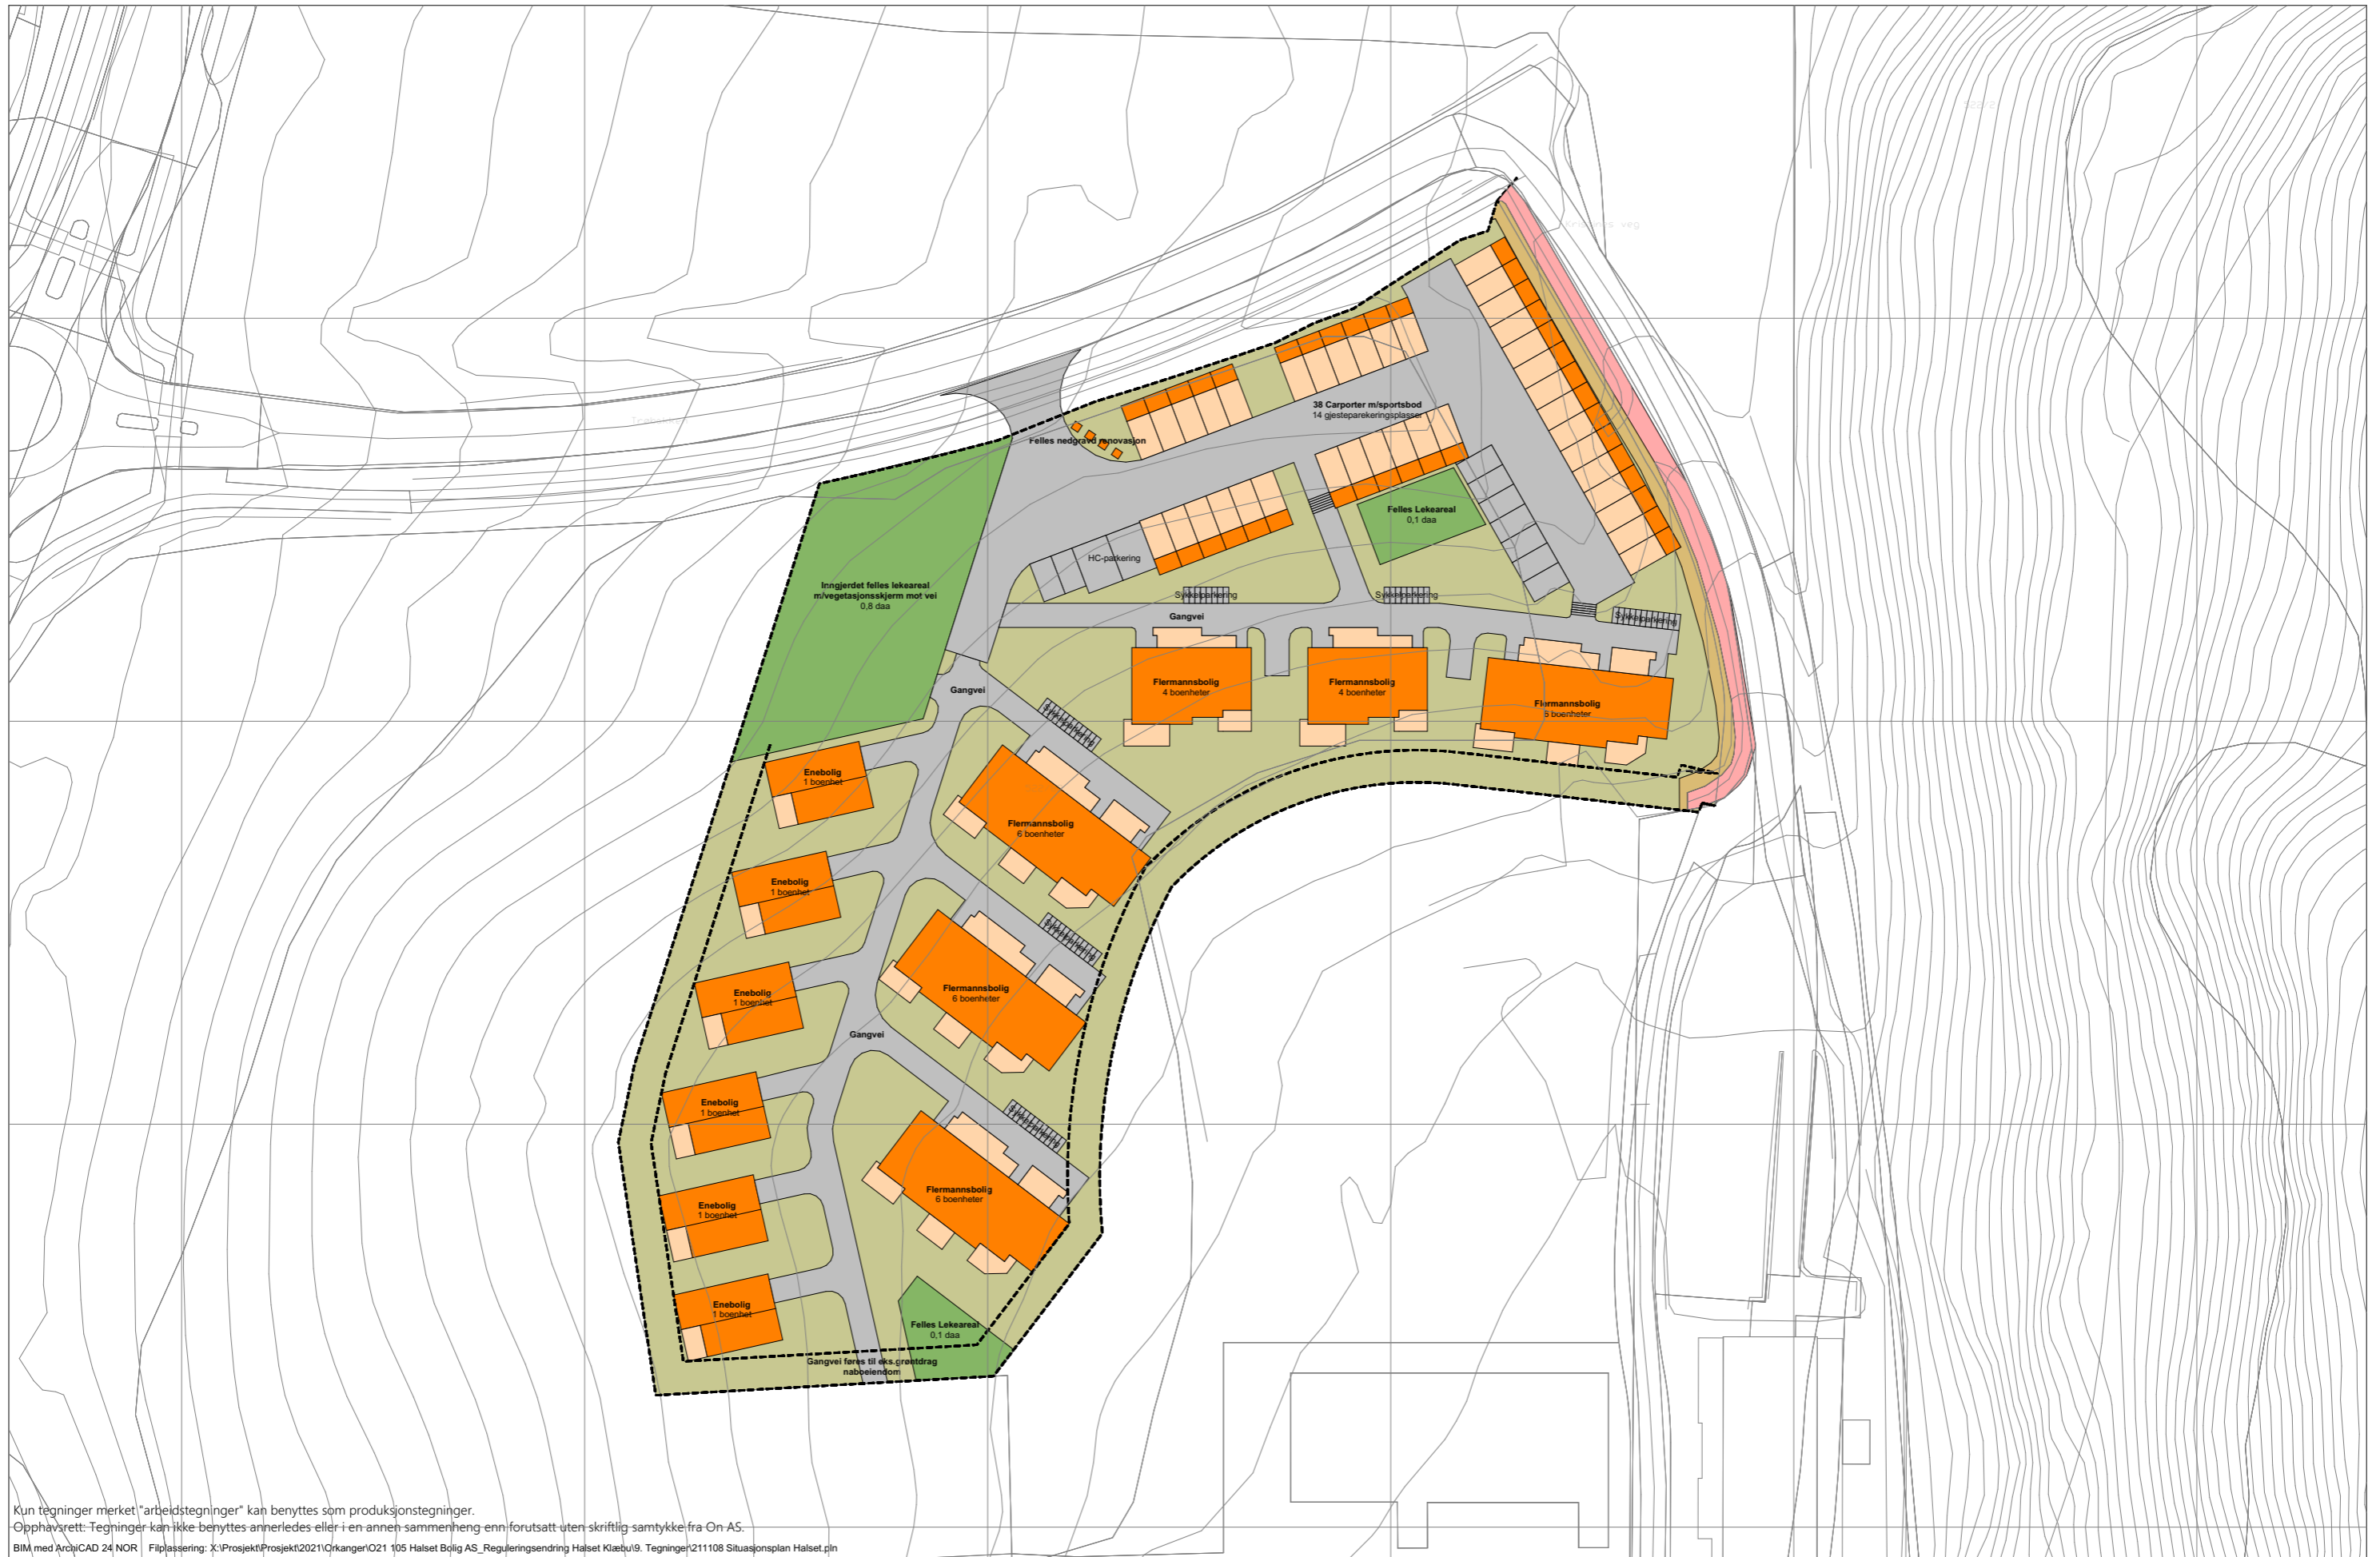 38 Carporter m/sportsbod
14 gjesteparekeringsplasser
Felles nedgravd renovasjon
Felles Lekeareal
0,1 daa
HC-parkering
Inngjerdet felles lekeareal
m/vegetasjonsskjerm mot vei
0,8 daa
Sykkelparkering
Sykkelparkering
Sykkelparkering
Gangvei
Flermannsbolig
4 boenheter
Flermannsbolig
4 boenheter
Flermannsbolig
6 boenheter
Gangvei
Sykkelparkering
Enebolig
1 boenhet
Flermannsbolig
6 boenheter
Enebolig
1 boenhet
Sykkelparkering
Enebolig
1 boenhet
Flermannsbolig
6 boenheter
Gangvei
Enebolig
1 boenhet
Sykkelparkering
Enebolig
1 boenhet
Flermannsbolig
6 boenheter
Enebolig
1 boenhet
Felles Lekeareal
0,1 daa
Gangvei føres til eks.grøntdrag
naboeiendom
Kun tegninger merket "arbeidstegninger" kan benyttes som produksjonstegninger.
Opphavsrett: Tegninger kan ikke benyttes annerledes eller i en annen sammenheng enn forutsatt uten skriftlig samtykke fra On AS.
BIM med ArchiCAD 24 NOR Filplassering: X:\Prosjekt\Prosjekt\2021\Orkanger\O21 105 Halset Bolig AS_Reguleringsendring Halset Klæbu\9. Tegninger\211108 Situasjonsplan Halset.pln